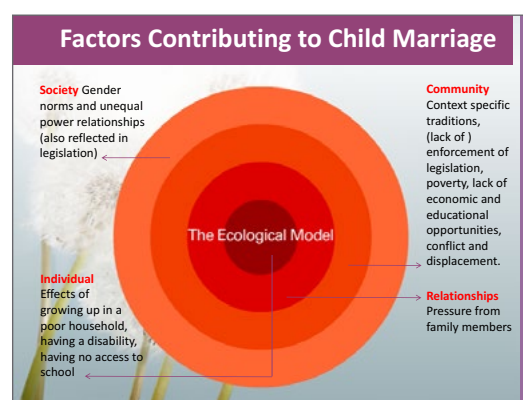 Factors Contributing to Child Marriage
Society Gender
norms and unequal
power relationships
(also reflected in
legislation)
Community
Context specific
traditions,
(lack of )
enforcement of
legislation,
poverty, lack of
economic and
educational
opportunities,
conflict and
displacement.
The Ecological Model
Individual
Effects of
growing up in a
poor household,
having a disability,
having no access to
school
Relationships
Pressure from
family members